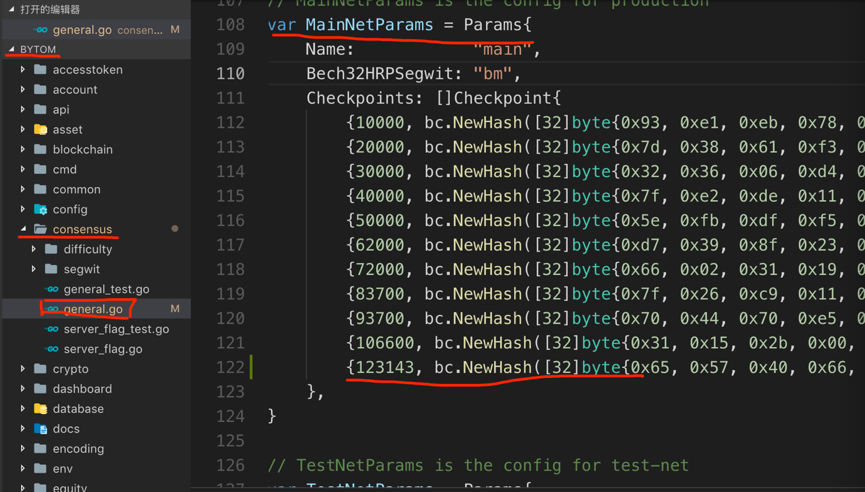 打开的编辑器
general.go consen... M
BYTOM
accesstoken
account
api
asset
blockchain
cmd
common
config
consensus
difficulty
segwit
general_test.go
general.go M
server_flag_test.go
server_flag.go
crypto
dashboard
database
docs
encoding
env
equity
107 // MainNetParams is the config for production
108 var MainNetParams = Params{
109 Name: "main",
110 Bech32HRPSegwit: "bm",
111 Checkpoints: []Checkpoint{
112 {10000, bc.NewHash([32]byte{0x93, 0xe1, 0xeb, 0x78, 0
113 {20000, bc.NewHash([32]byte{0x7d, 0x38, 0x61, 0xf3, 0
114 {30000, bc.NewHash([32]byte{0x32, 0x36, 0x06, 0xd4, 0
115 {40000, bc.NewHash([32]byte{0x7f, 0xe2, 0xde, 0x11, 0
116 {50000, bc.NewHash([32]byte{0x5e, 0xfb, 0xdf, 0xf5, 0
117 {62000, bc.NewHash([32]byte{0xd7, 0x39, 0x8f, 0x23, 0
118 {72000, bc.NewHash([32]byte{0x66, 0x02, 0x31, 0x19, 0
119 {83700, bc.NewHash([32]byte{0x7f, 0x26, 0xc9, 0x11, 0
120 {93700, bc.NewHash([32]byte{0x70, 0x44, 0x70, 0xe5, 0
121 {106600, bc.NewHash([32]byte{0x31, 0x15, 0x2b, 0x00,
122 {123143, bc.NewHash([32]byte{0x65, 0x57, 0x40, 0x66,
123 },
124 }
125
126 // TestNetParams is the config for test-net
127 var TestNetParams = Params{